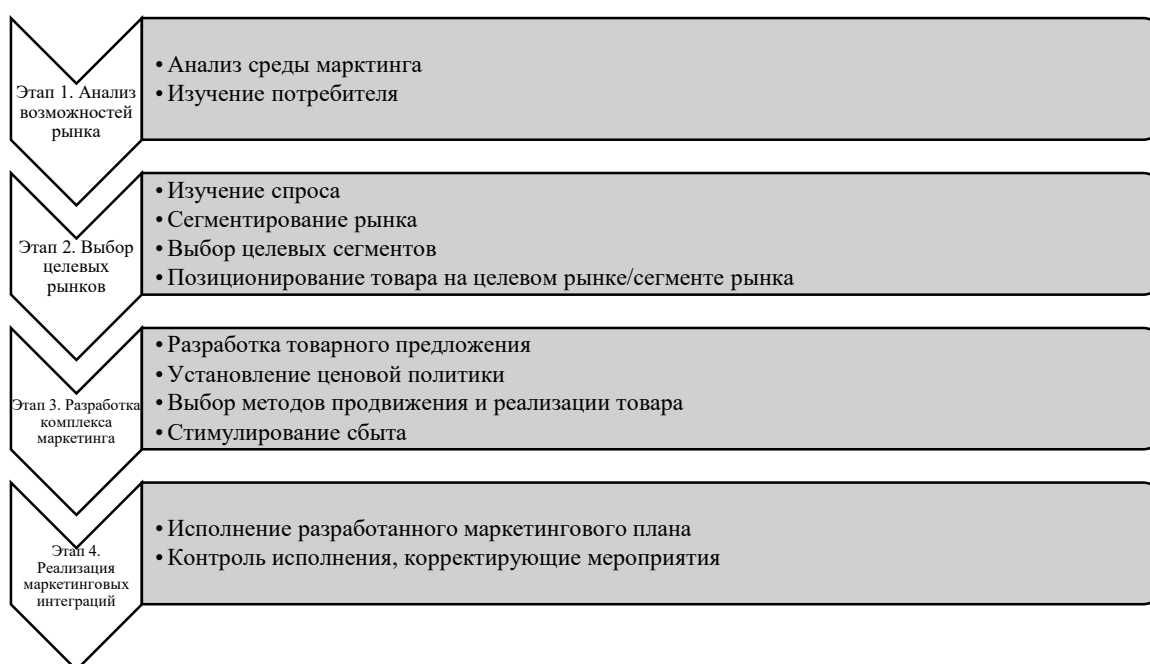 Этап 1. Анализ
возможностей
рынка
• Анализ среды марктинга
• Изучение потребителя
Этап 2. Выбор
целевых
рынков
• Изучение спроса
• Сегментирование рынка
• Выбор целевых сегментов
• Позиционирование товара на целевом рынке/сегменте рынка
Этап 3. Разработка
комплекса
маркетинга
• Разработка товарного предложения
• Установление ценовой политики
• Выбор методов продвижения и реализации товара
• Стимулирование сбыта
Этап 4.
Реализация
маркетинговых
интеграций
• Исполнение разработанного маркетингового плана
• Контроль исполнения, корректирующие мероприятия